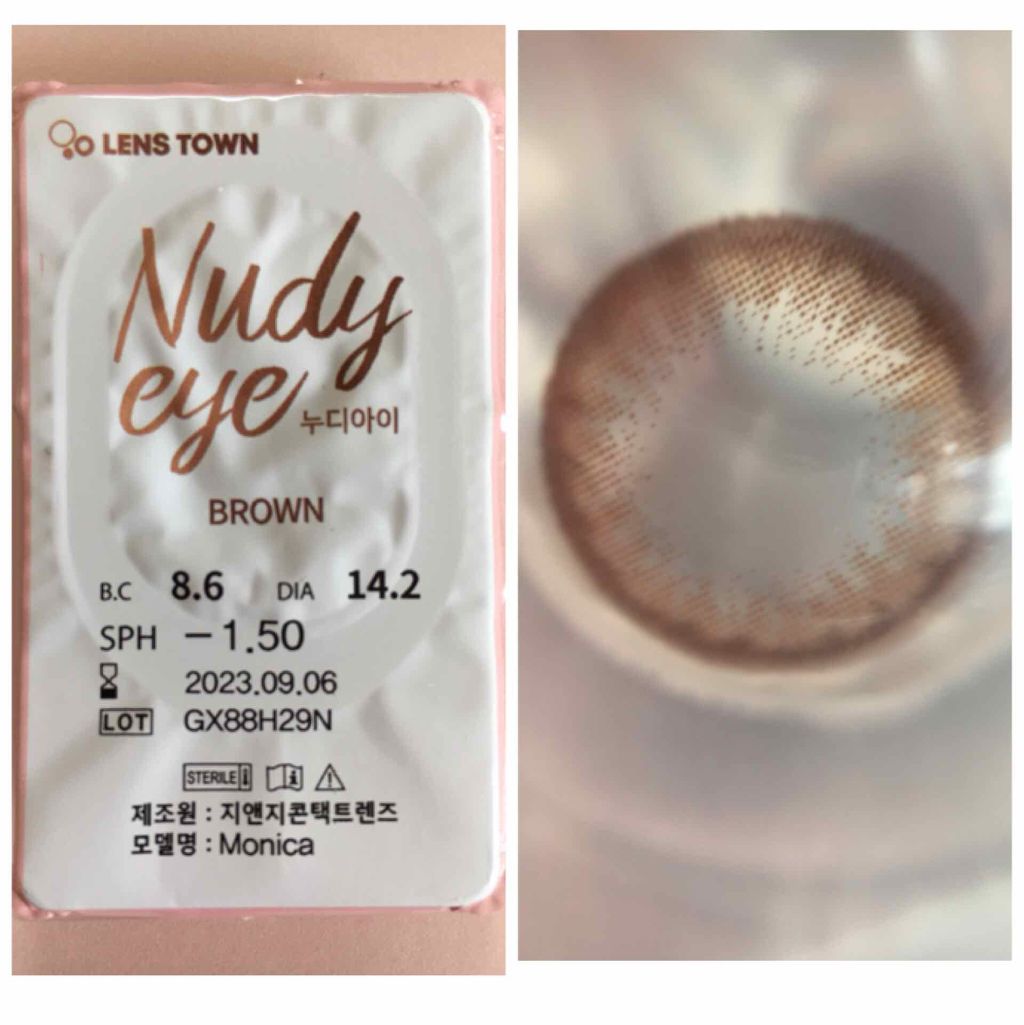 LENS TOWN
Nudy
eye 누디아이
BROWN
B.C 8.6 DIA 14.2
SPH -1.50
2023.09.06
LOT GX88H29N
STERILE
제조원 : 지앤지콘택트렌즈
모델명 : Monica